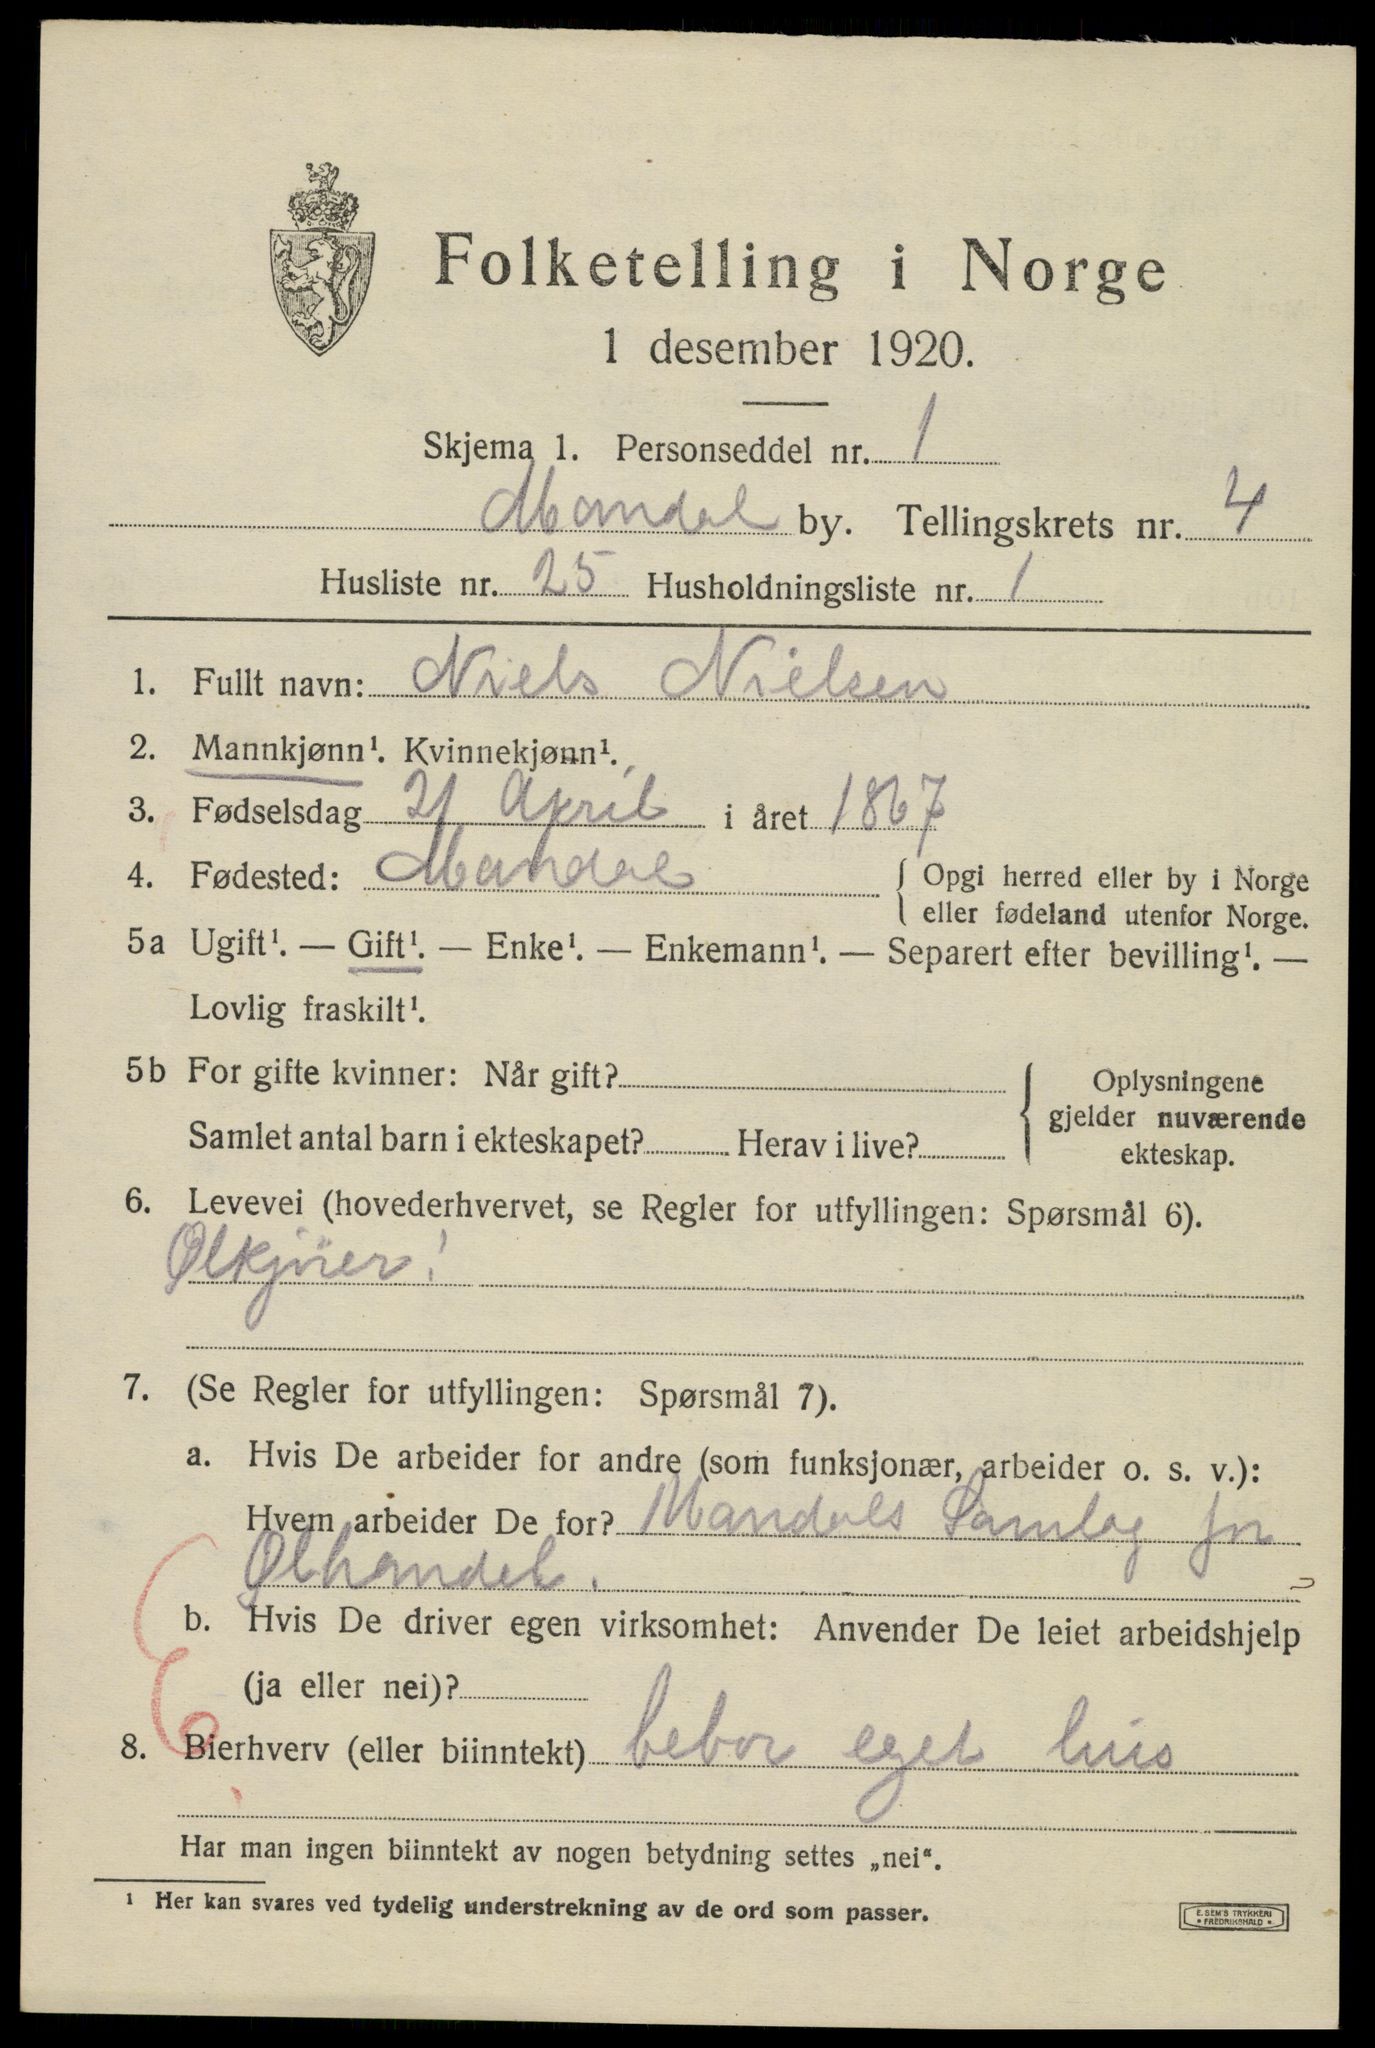 Folketelling i Norge
1 desember 1920.
Skjema 1. Personseddel nr. 1
Mandal by. Tellingskrets nr. 4
Husliste nr. 25 Husholdningsliste nr. 1
1. Fullt navn: Niels Nielsen
2. Mannkjønn¹. Kvinnekjønn¹.
3. Fødselsdag 21 April i året 1867
4. Fødested: Mandal { Opgi herred eller by i Norge
eller fødeland utenfor Norge.
5a Ugift¹. — Gift¹. — Enke¹. — Enkemann¹. — Separert efter bevilling¹. —
Lovlig fraskilt¹.
5b For gifte kvinner: Når gift? { Oplysningene
gjelder nuværende
Samlet antal barn i ekteskapet? Herav i live?
ekteskap.
6. Levevei (hovederhvervet, se Regler for utfyllingen: Spørsmål 6).
Ølkjører!
7. (Se Regler for utfyllingen: Spørsmål 7).
a. Hvis De arbeider for andre (som funksjonær, arbeider o. s. v.):
Hvem arbeider De for? Mandals Samlag for
Ølhandel.
b. Hvis De driver egen virksomhet: Anvender De leiet arbeidshjelp
(ja eller nei)?
8. Bierhverv (eller biinntekt) bebor eget huis
Har man ingen biinntekt av nogen betydning settes „nei“.
¹ Her kan svares ved tydelig understrekning av de ord som passer.
E. SEM'S TRYKKERI
• FREDRIKSHALD •